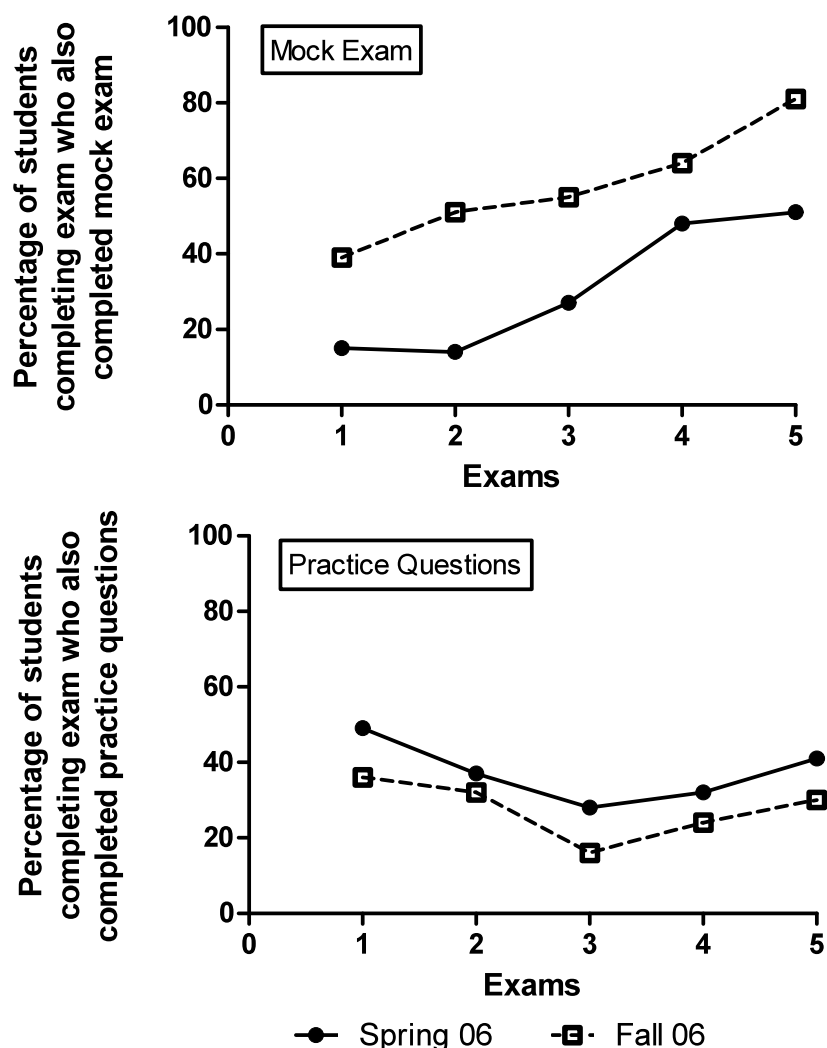 Percentage of students
completing exam who also
completed mock exam
Mock Exam
100
80
60
40
20
0
0 1 2 3 4 5
Exams
Percentage of students
completing exam who also
completed practice questions
Practice Questions
100
80
60
40
20
0
0 1 2 3 4 5
Exams
Spring 06 Fall 06